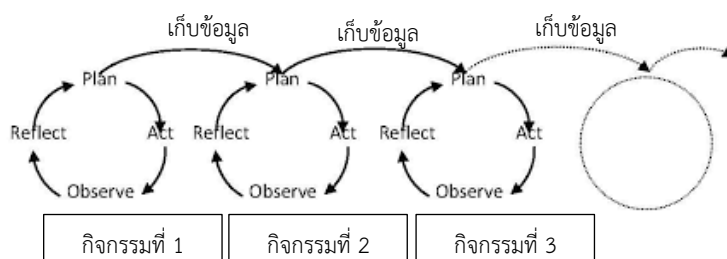 เก็บข้อมูล เก็บข้อมูล เก็บข้อมูล
Plan Plan Plan
Reflect Act Reflect Act Reflect Act
Observe Observe Observe
กิจกรรมที่ 1 กิจกรรมที่ 2 กิจกรรมที่ 3